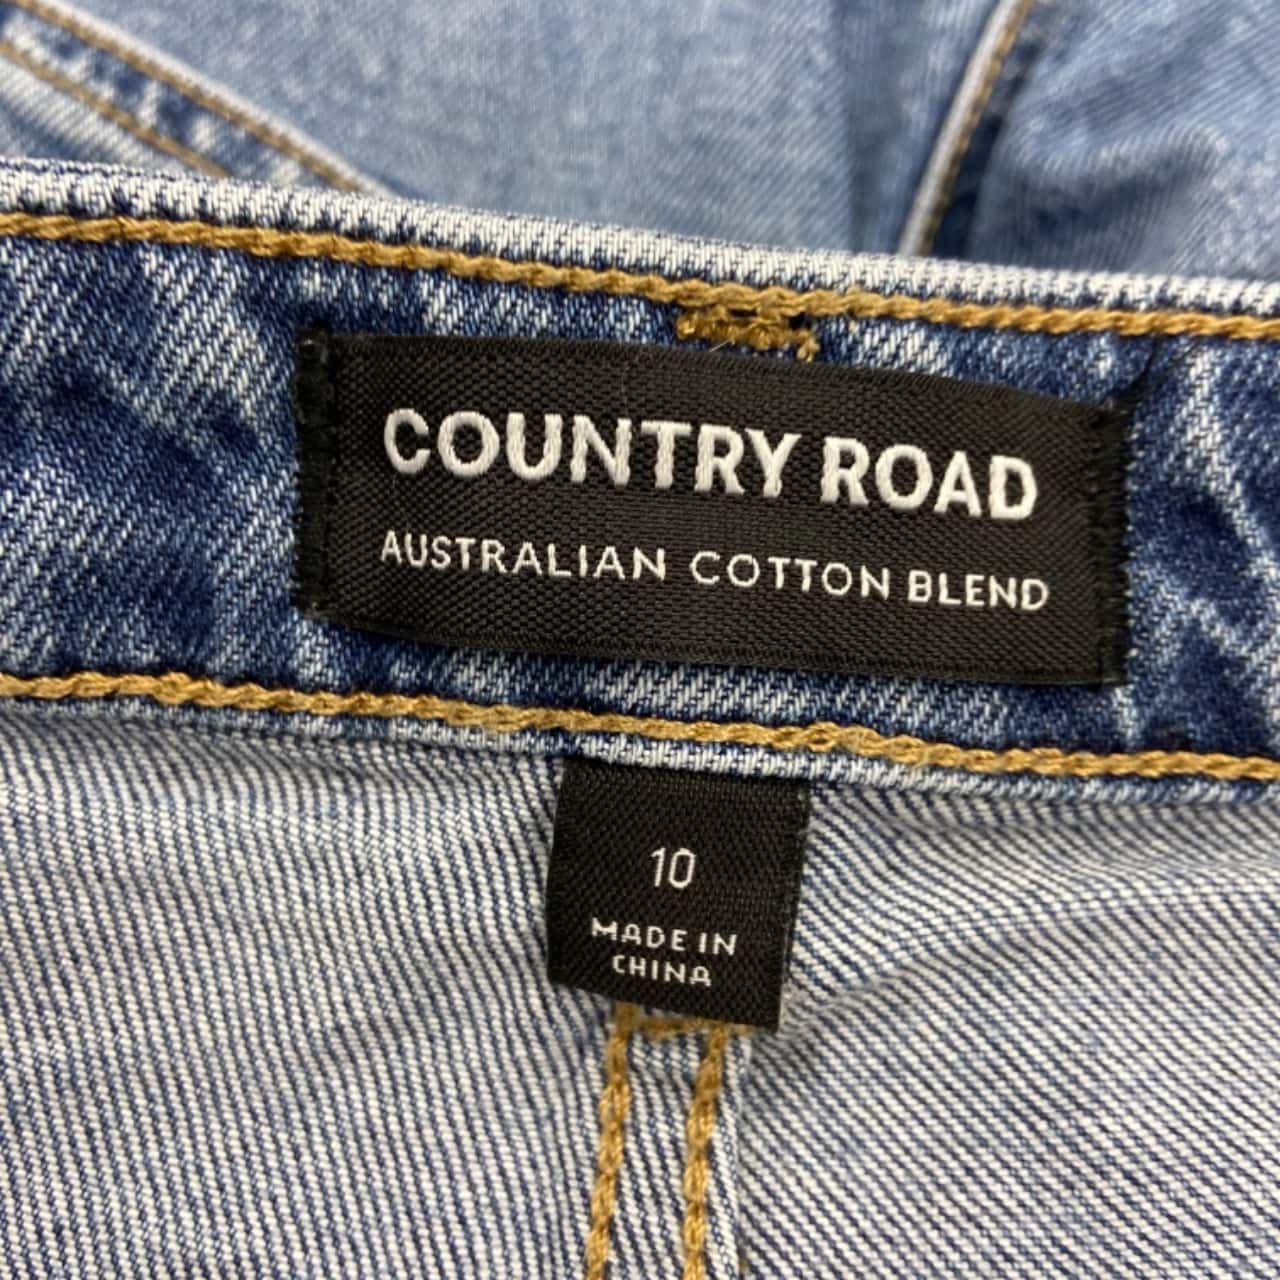 COUNTRY ROAD
AUSTRALIAN COTTON BLEND
10
MADE IN
CHINA